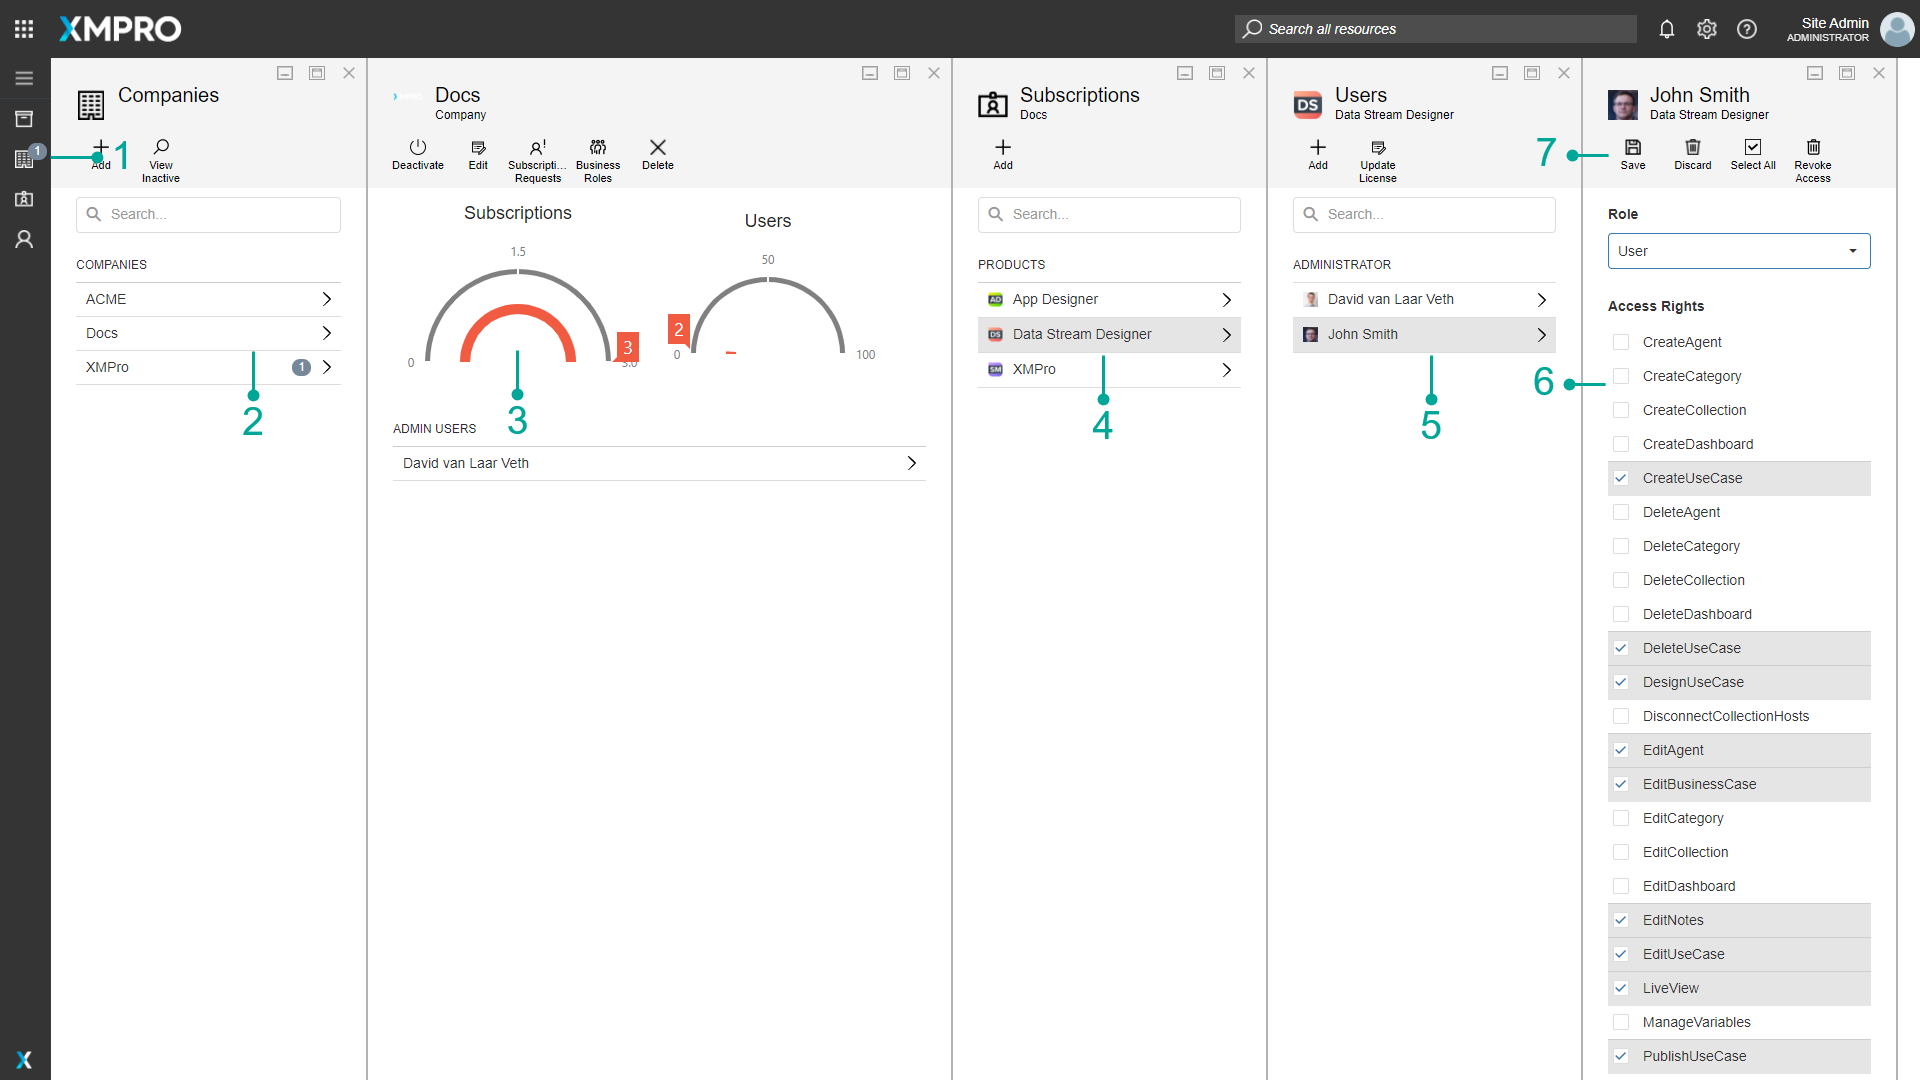 XMPRO
Search all resources
Site Admin
ADMINISTRATOR
1
Companies
Add
1
View
Inactive
Search...
COMPANIES
ACME
Docs
XMPro
1
2
XMPRO
Docs
Company
Deactivate
Edit
Subscripti...
Requests
Business
Roles
Delete
Subscriptions
1.5
0
3
3.0
3
Users
50
2
0
100
ADMIN USERS
David van Laar Veth
Subscriptions
Docs
Add
Search...
PRODUCTS
AD App Designer
DS Data Stream Designer
SM XMPro
4
DS
Users
Data Stream Designer
Add
Update
License
Search...
ADMINISTRATOR
David van Laar Veth
John Smith
5
John Smith
Data Stream Designer
7
Save
Discard
Select All
Revoke
Access
Role
User
Access Rights
6
CreateAgent
CreateCategory
CreateCollection
CreateDashboard
CreateUseCase
DeleteAgent
DeleteCategory
DeleteCollection
DeleteDashboard
DeleteUseCase
DesignUseCase
DisconnectCollectionHosts
EditAgent
EditBusinessCase
EditCategory
EditCollection
EditDashboard
EditNotes
EditUseCase
LiveView
ManageVariables
PublishUseCase